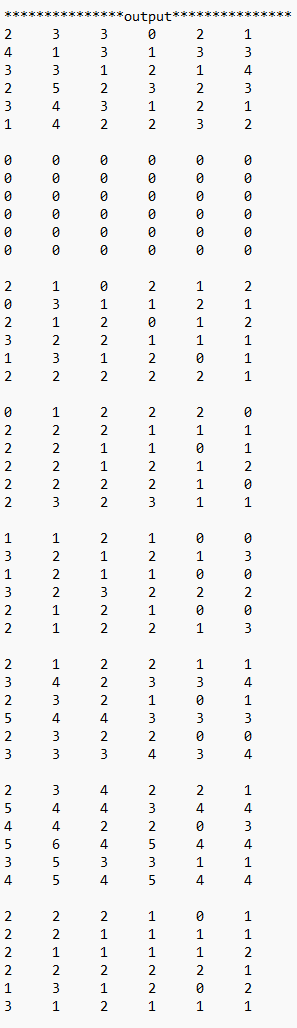 ***************output***************
2 3 3 0 2 1
4 1 3 1 3 3
3 3 1 2 1 4
2 5 2 3 2 3
3 4 3 1 2 1
1 4 2 2 3 2
0 0 0 0 0 0
0 0 0 0 0 0
0 0 0 0 0 0
0 0 0 0 0 0
0 0 0 0 0 0
0 0 0 0 0 0
2 1 0 2 1 2
0 3 1 1 2 1
2 1 2 0 1 2
3 2 2 1 1 1
1 3 1 2 0 1
2 2 2 2 2 1
0 1 2 2 2 0
2 2 2 1 1 1
2 2 1 1 0 1
2 2 1 2 1 2
2 2 2 2 1 0
2 3 2 3 1 1
1 1 2 1 0 0
3 2 1 2 1 3
1 2 1 1 0 0
3 2 3 2 2 2
2 1 2 1 0 0
2 1 2 2 1 3
2 1 2 2 1 1
3 4 2 3 3 4
2 3 2 1 0 1
5 4 4 3 3 3
2 3 2 2 0 0
3 3 3 4 3 4
2 3 4 2 2 1
5 4 4 3 4 4
4 4 2 2 0 3
5 6 4 5 4 4
3 5 3 3 1 1
4 5 4 5 4 4
2 2 2 1 0 1
2 2 1 1 1 1
2 1 1 1 1 2
2 2 2 2 2 1
1 3 1 2 0 2
3 1 2 1 1 1